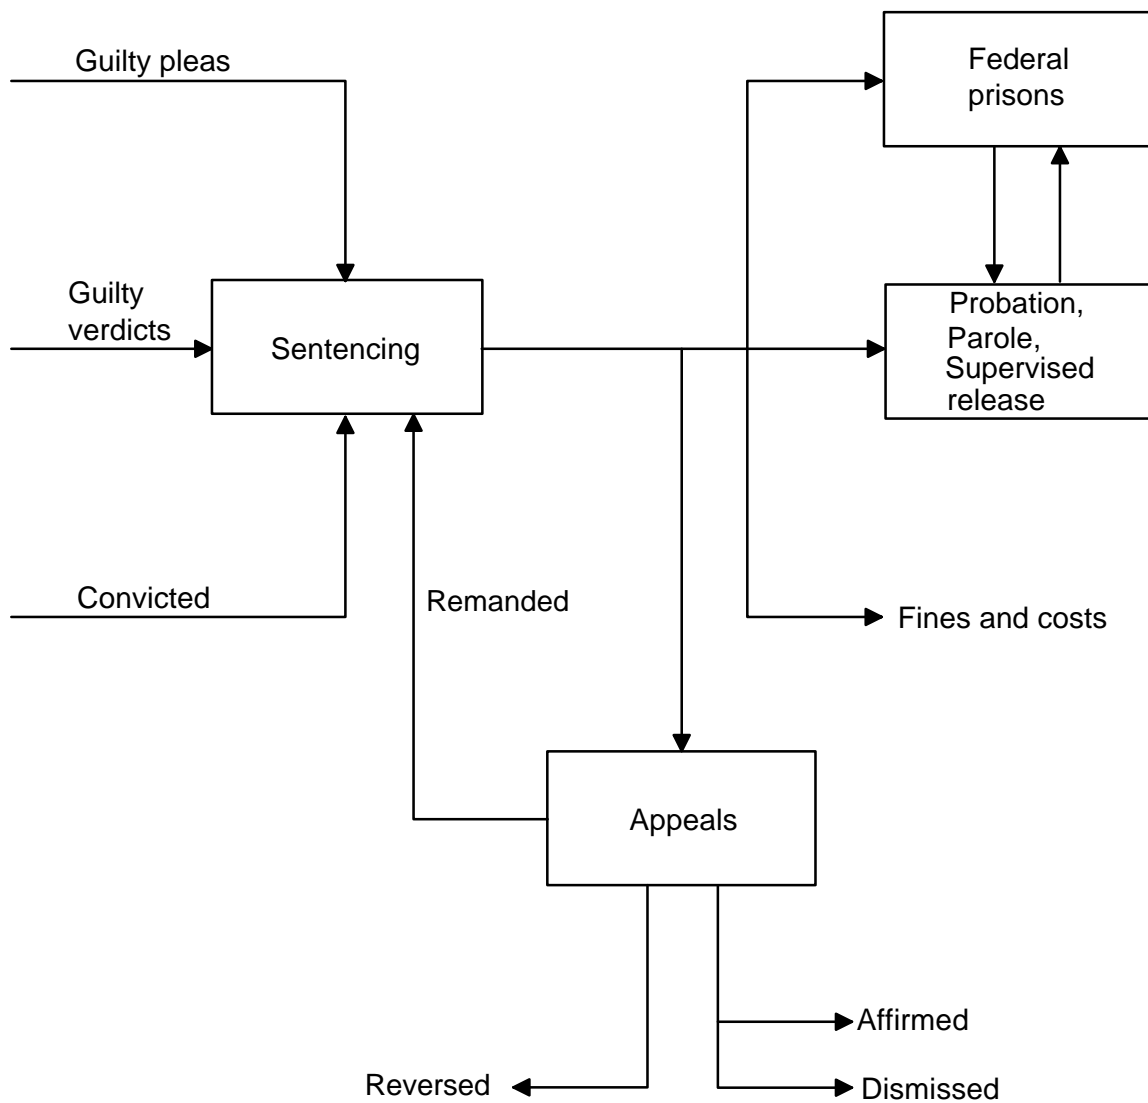 Guilty pleas
Federal
prisons
Guilty
verdicts
Sentencing
Probation,
Parole,
Supervised
release
Convicted
Remanded
Fines and costs
Appeals
Affirmed
Reversed
Dismissed